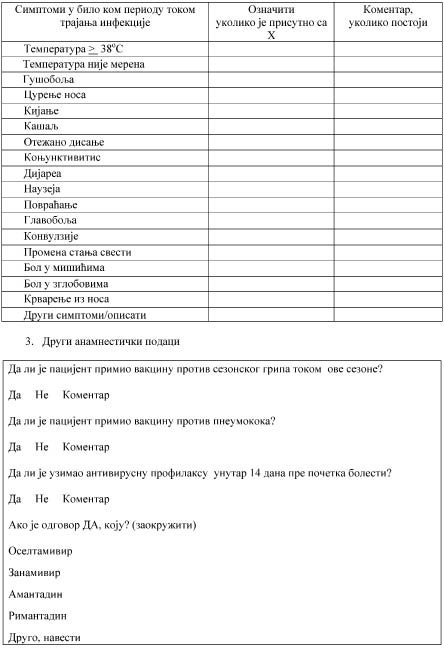 Симптоми у било ком периоду током
трајања инфекције
Означити
уколико је присутно са
X
Коментар,
уколико постоји
Температура ≥ 38°C
Температура није мерена
Гушобоља
Цурење носа
Кијање
Кашаљ
Отежано дисање
Коњунктивитис
Дијареа
Наузеја
Повраћање
Главобоља
Конвулзије
Промена стања свести
Бол у мишићима
Бол у зглобовима
Крварење из носа
Други симптоми/описати
3. Други анамнестички подаци
Да ли је пацијент примио вакцину против сезонског грипа током ове сезоне?
Да Не Коментар
Да ли је пацијент примио вакцину против пнеумокока?
Да Не Коментар
Да ли је узимао антивирусну профилаксу унутар 14 дана пре почетка болести?
Да Не Коментар
Ако је одговор ДА, коју? (заокружити)
Оселтамивир
Занамивир
Амантадин
Римантадин
Друго, навести